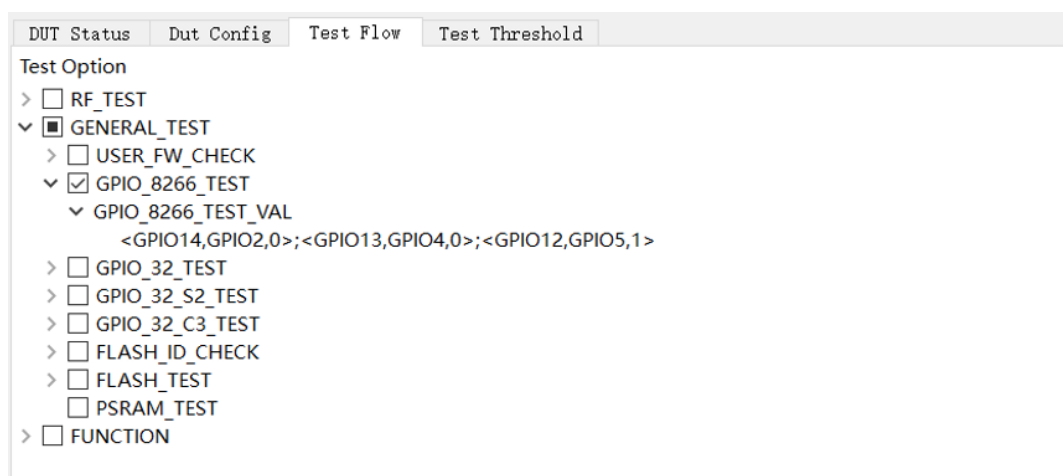 DUT Status Dut Config Test Flow Test Threshold
Test Option
RF_TEST
GENERAL_TEST
USER_FW_CHECK
GPIO_8266_TEST
GPIO_8266_TEST_VAL
<GPIO14,GPIO2,0>;<GPIO13,GPIO4,0>;<GPIO12,GPIO5,1>
GPIO_32_TEST
GPIO_32_S2_TEST
GPIO_32_C3_TEST
FLASH_ID_CHECK
FLASH_TEST
PSRAM_TEST
FUNCTION